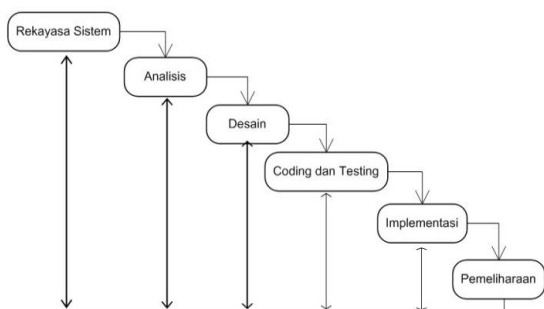 Rekayasa Sistem
Analisis
Desain
Coding dan Testing
Implementasi
Pemeliharaan